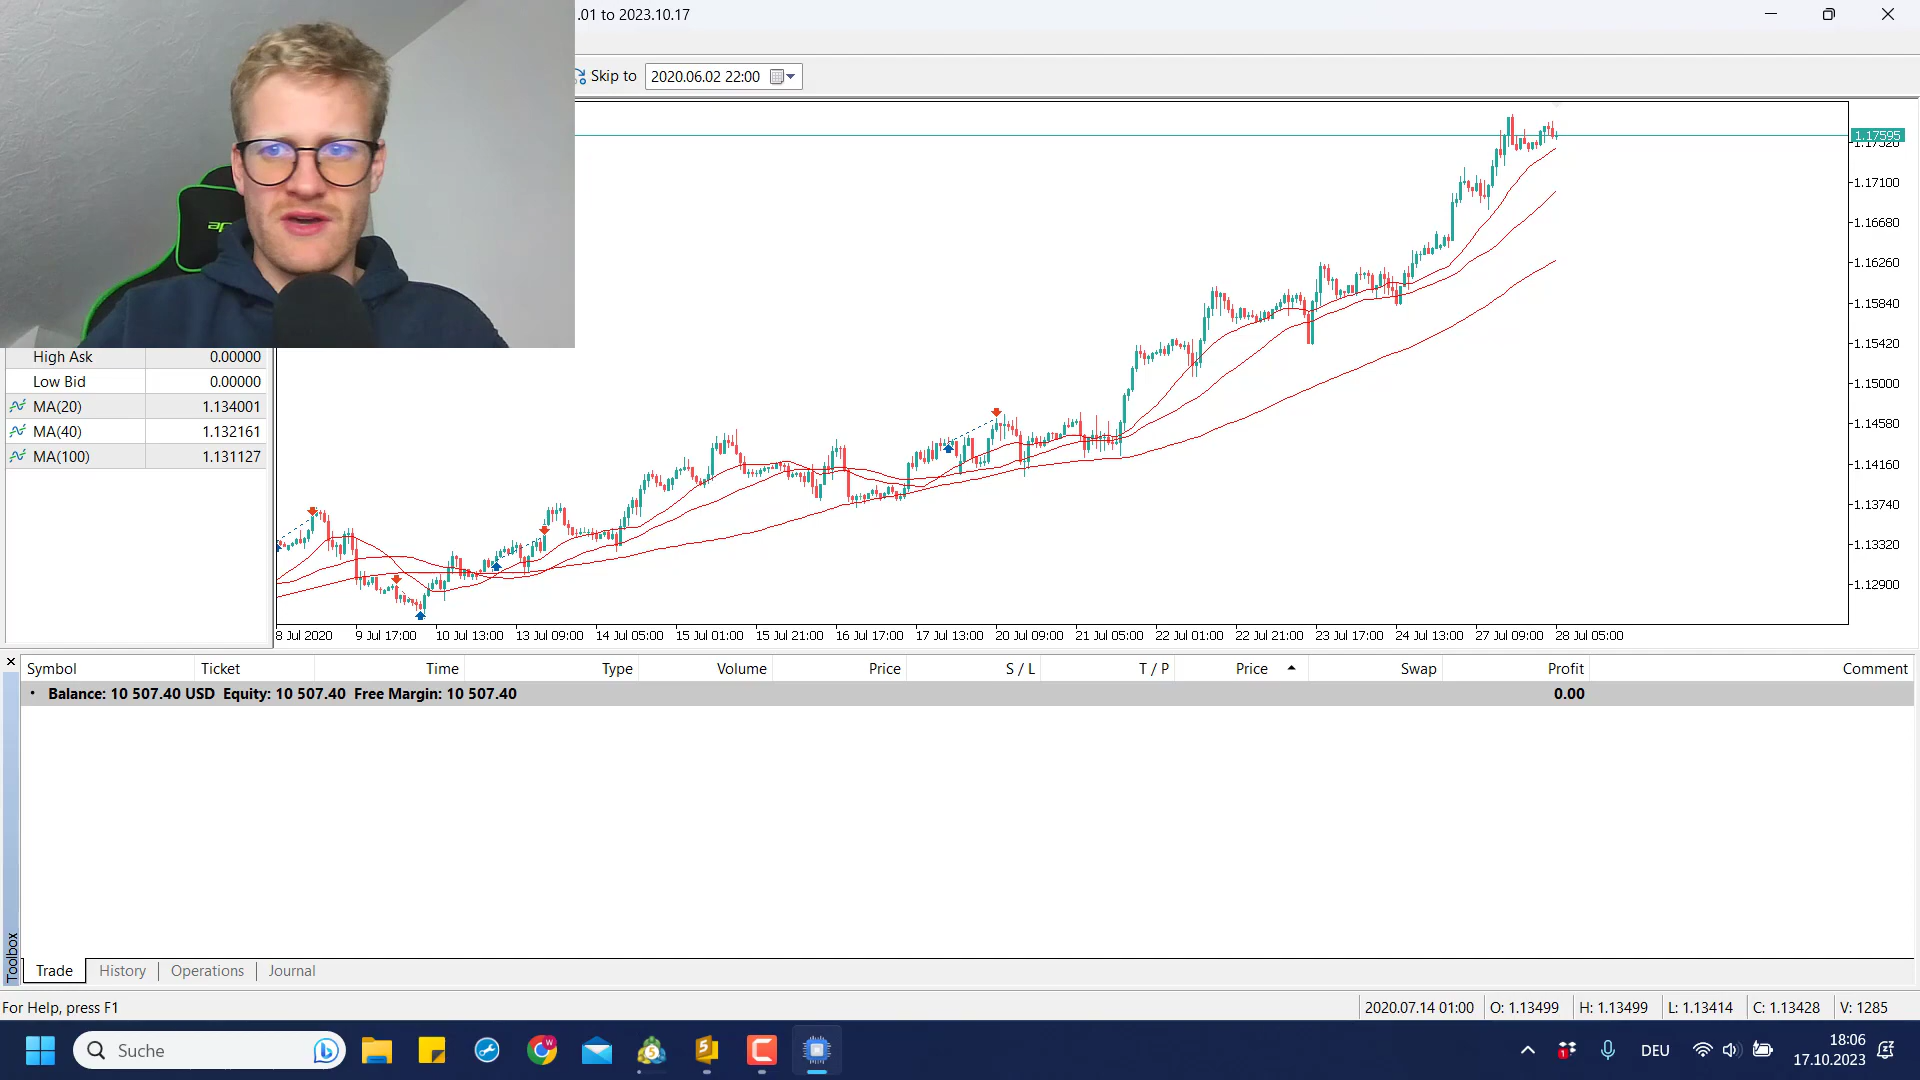 .01 to 2023.10.17
Skip to 2020.06.02 22:00
1.17595
1.17100
1.16680
1.16260
1.15840
1.15420
1.15000
1.14580
1.14160
1.13740
1.13320
1.12900
High Ask 0.00000
Low Bid 0.00000
MA(20) 1.134001
MA(40) 1.132161
MA(100) 1.131127
8 Jul 2020 9 Jul 17:00 10 Jul 13:00 13 Jul 09:00 14 Jul 05:00 15 Jul 01:00 15 Jul 21:00 16 Jul 17:00 17 Jul 13:00 20 Jul 09:00 21 Jul 05:00 22 Jul 01:00 22 Jul 21:00 23 Jul 17:00 24 Jul 13:00 27 Jul 09:00 28 Jul 05:00
Symbol Ticket Time Type Volume Price S / L T / P Price Swap Profit Comment
• Balance: 10 507.40 USD Equity: 10 507.40 Free Margin: 10 507.40 0.00
Toolbox
Trade History Operations Journal
For Help, press F1 2020.07.14 01:00 O: 1.13499 H: 1.13499 L: 1.13414 C: 1.13428 V: 1285
Suche DEU 18:06
17.10.2023